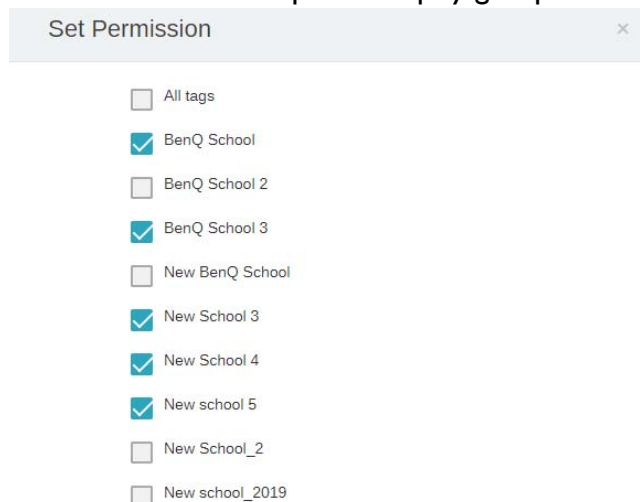 Set Permission ×
All tags
BenQ School
BenQ School 2
BenQ School 3
New BenQ School
New School 3
New School 4
New school 5
New School_2
New school_2019